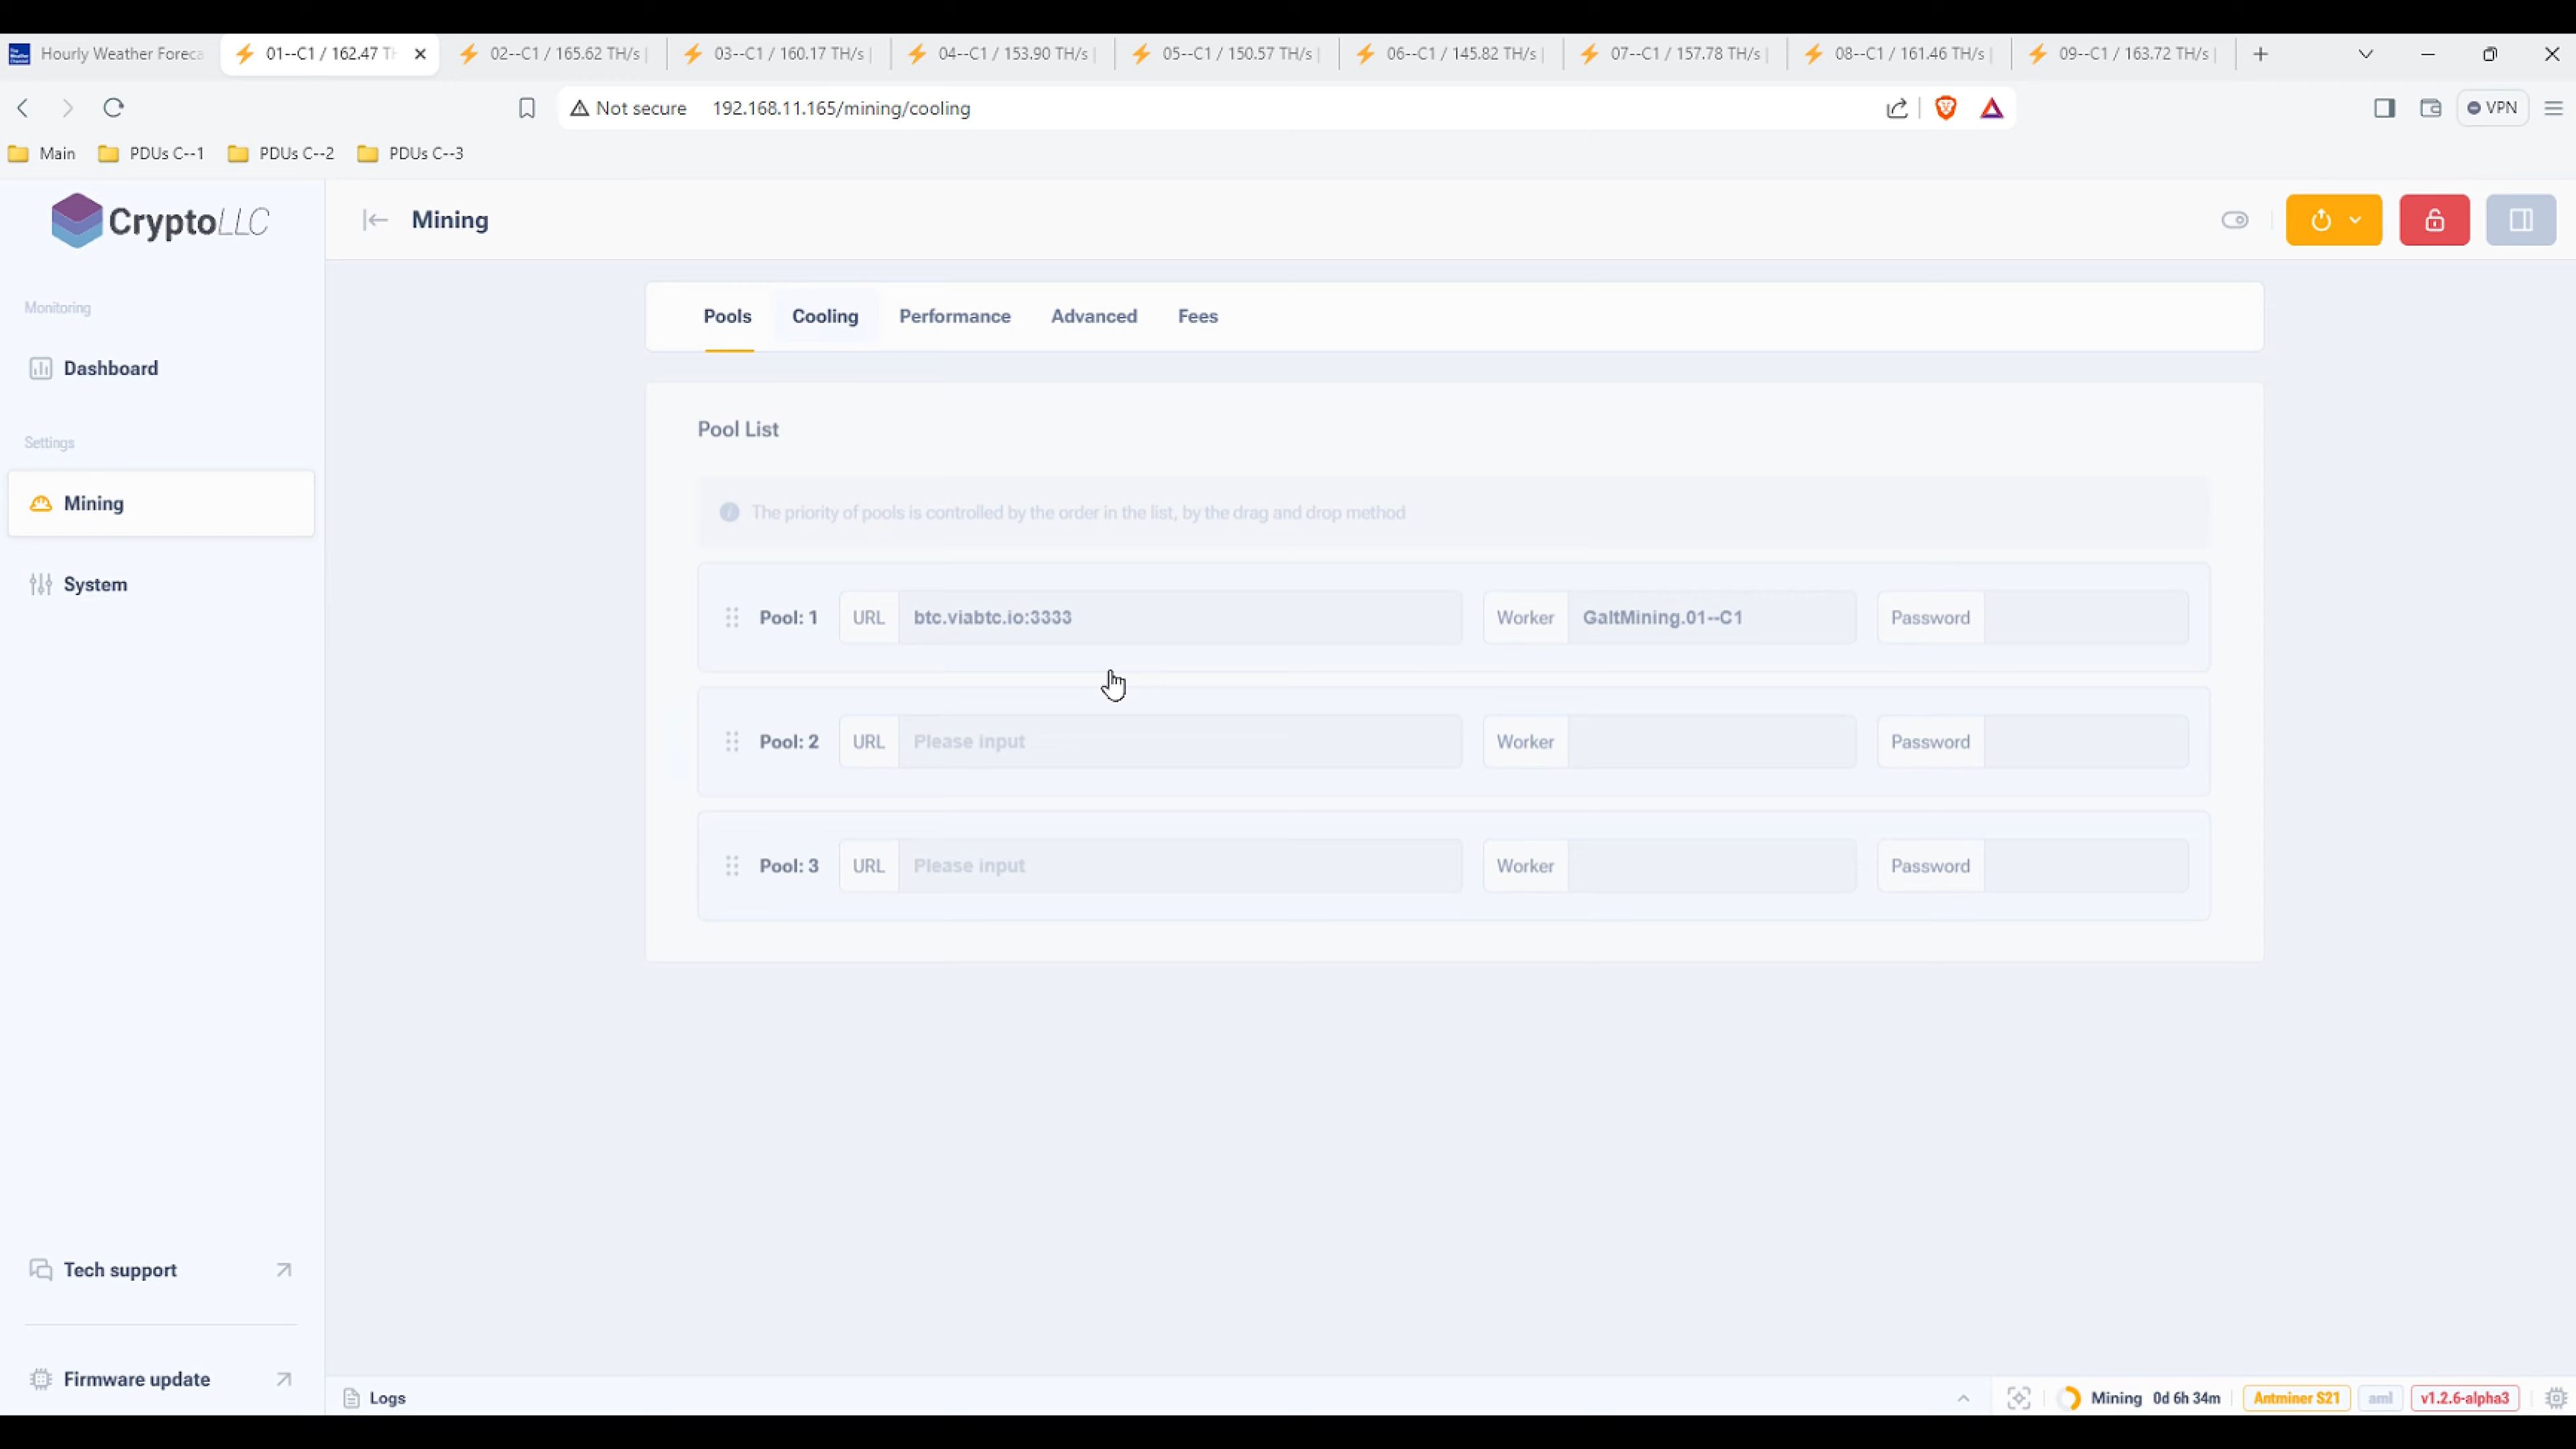 Hourly Weather Foreca
01--C1 / 162.47 TH
02--C1 / 165.62 TH/s |
03--C1 / 160.17 TH/s |
04--C1 / 153.90 TH/s |
05--C1 / 150.57 TH/s |
06--C1 / 145.82 TH/s |
07--C1 / 157.78 TH/s |
08--C1 / 161.46 TH/s |
09--C1 / 163.72 TH/s |
Not secure 192.168.11.165/mining/cooling
VPN
Main PDUs C--1 PDUs C--2 PDUs C--3
CryptoLLC
Mining
Monitoring
Dashboard
Settings
Mining
System
Tech support
Firmware update
Pools Cooling Performance Advanced Fees
Pool List
The priority of pools is controlled by the order in the list, by the drag and drop method
Pool: 1 URL btc.viabtc.io:3333 Worker GaltMining.01--C1 Password
Pool: 2 URL Please input Worker Password
Pool: 3 URL Please input Worker Password
Logs
Mining 0d 6h 34m Antminer S21 aml v1.2.6-alpha3